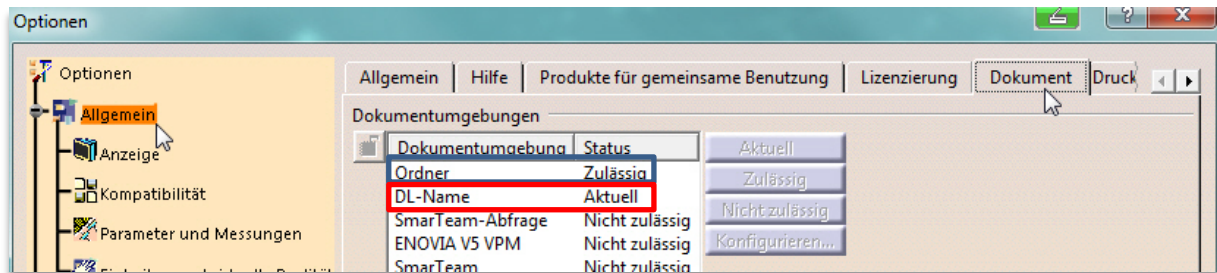 Optionen
Optionen
Allgemein
Anzeige
Kompatibilität
Parameter und Messungen
Allgemein Hilfe Produkte für gemeinsame Benutzung Lizenzierung Dokument Druck
Dokumentumgebungen
Dokumentumgebung Status
Ordner Zulässig
DL-Name Aktuell
SmarTeam-Abfrage Nicht zulässig
ENOVIA V5 VPM Nicht zulässig
SmarTeam Nicht zulässig
Aktuell
Zulässig
Nicht zulässig
Konfigurieren...